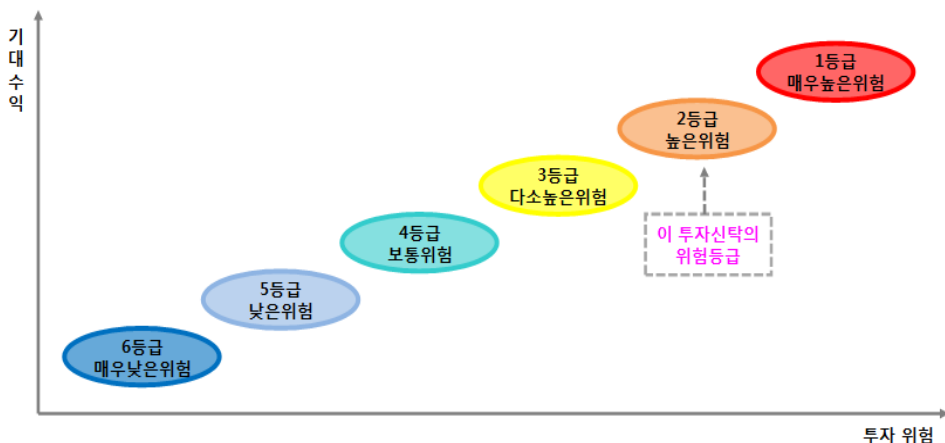 기대수익
1등급
매우높은위험
2등급
높은위험
3등급
다소높은위험
이 투자신탁의
위험등급
4등급
보통위험
5등급
낮은위험
6등급
매우낮은위험
투자 위험